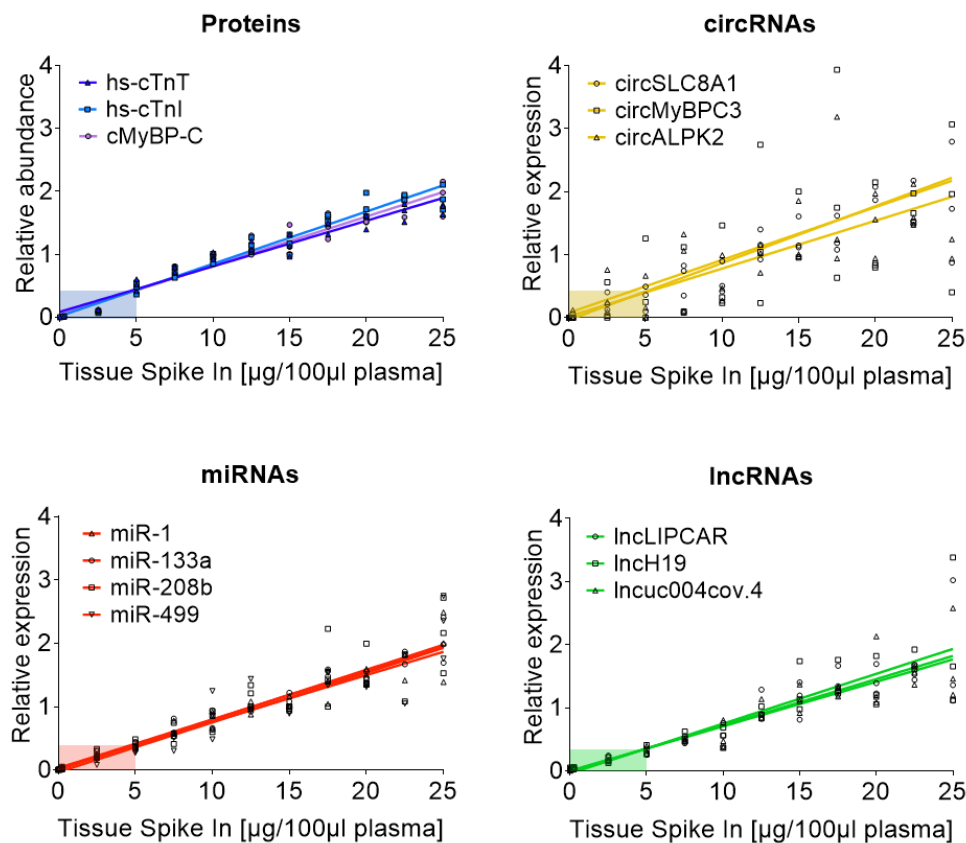 Proteins
Relative abundance
4
3
2
1
0
hs-cTnT
hs-cTnI
cMyBP-C
0 5 10 15 20 25
Tissue Spike In [µg/100µl plasma]
circRNAs
Relative expression
4
3
2
1
0
circSLC8A1
circMyBPC3
circALPK2
0 5 10 15 20 25
Tissue Spike In [µg/100µl plasma]
miRNAs
Relative expression
4
3
2
1
0
miR-1
miR-133a
miR-208b
miR-499
0 5 10 15 20 25
Tissue Spike In [µg/100µl plasma]
lncRNAs
Relative expression
4
3
2
1
0
lncLIPCAR
lncH19
lncuc004cov.4
0 5 10 15 20 25
Tissue Spike In [µg/100µl plasma]